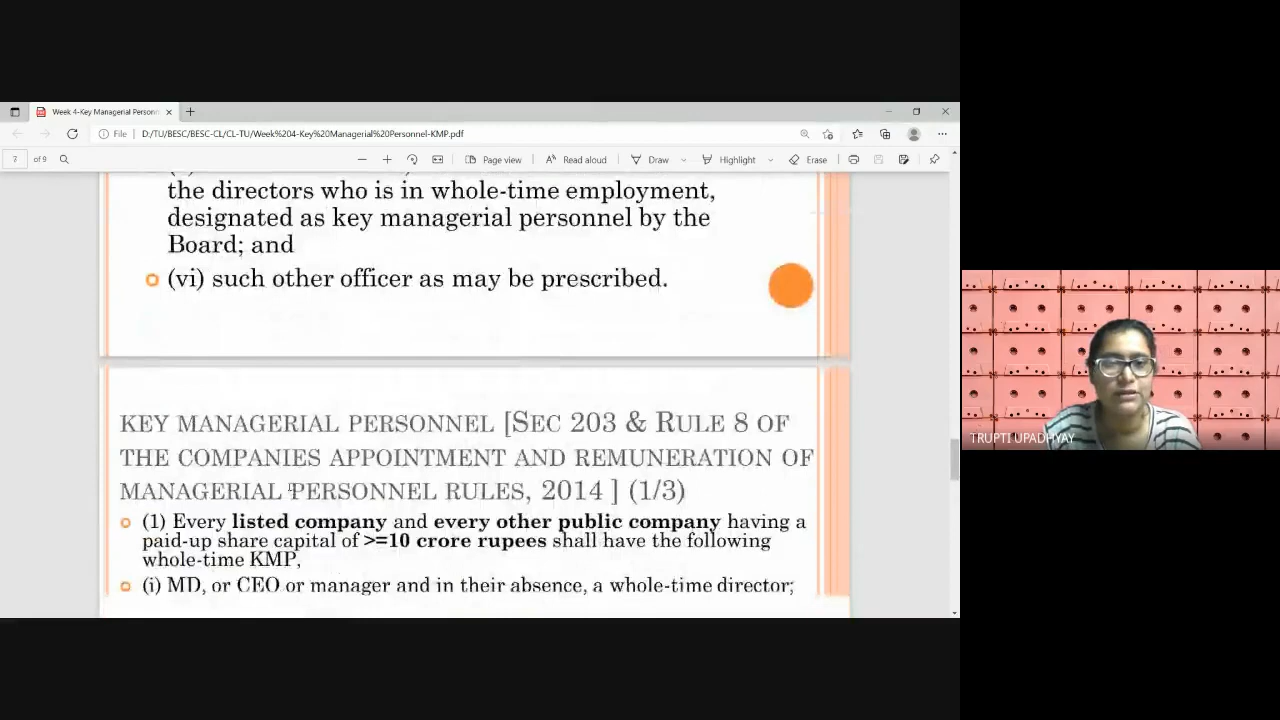 Week 4-Key Managerial Personn
File D:/TU/BESC/BESC-CL/CL-TU/Week%204-Key%20Managerial%20Personnel-KMP.pdf
7 of 9 Page view Read aloud Draw Highlight Erase
the directors who is in whole-time employment,
designated as key managerial personnel by the
Board; and
(vi) such other officer as may be prescribed.
KEY MANAGERIAL PERSONNEL [SEC 203 & RULE 8 OF
THE COMPANIES APPOINTMENT AND REMUNERATION OF
MANAGERIAL PERSONNEL RULES, 2014 ] (1/3)
(1) Every listed company and every other public company having a
paid-up share capital of >=10 crore rupees shall have the following
whole-time KMP,
(i) MD, or CEO or manager and in their absence, a whole-time director;
TRUPTI UPADHYAY